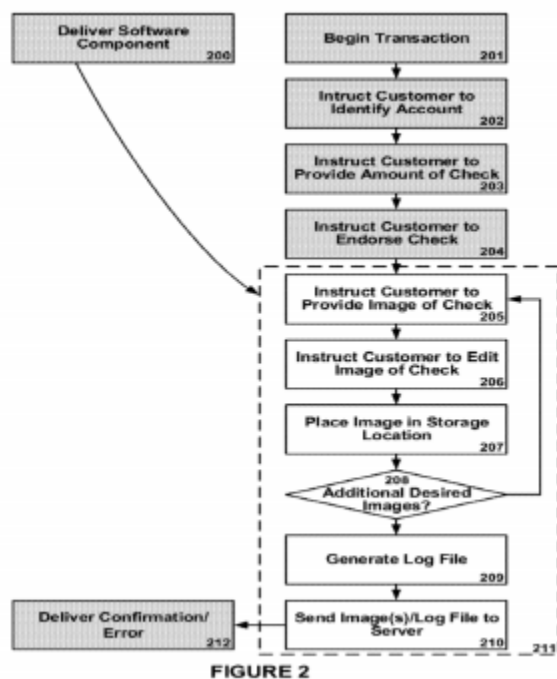 Deliver Software
Component
200
Begin Transaction
201
Intruct Customer to
Identify Account
202
Instruct Customer to
Provide Amount of Check
203
Instruct Customer to
Endorse Check
204
Instruct Customer to
Provide Image of Check
205
Instruct Customer to Edit
Image of Check
206
Place Image in Storage
Location
207
208
Additional Desired
Images?
Generate Log File
209
Send Image(s)/Log File to
Server
210
211
Deliver Confirmation/
Error
212
FIGURE 2